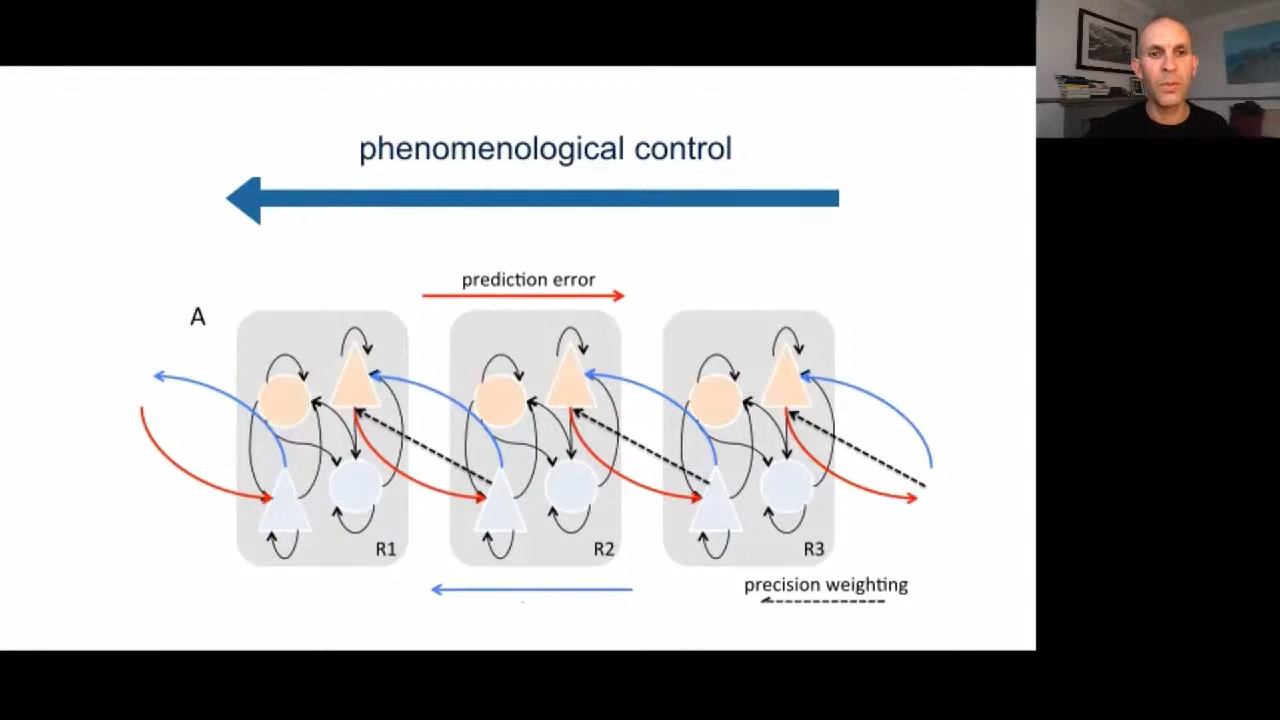 phenomenological control
prediction error
A
R1
R2
R3
precision weighting